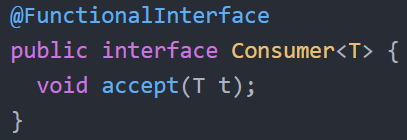 @FunctionalInterface
public interface Consumer<T> {
  void accept(T t);
}